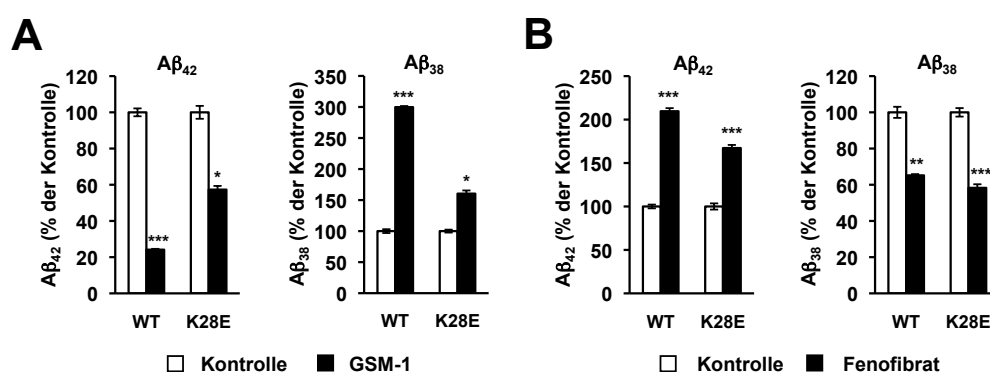 A
Aβ42
Aβ42 (% der Kontrolle)
120
100
80
60
40
20
0
***
*
WT K28E
Aβ38
Aβ38 (% der Kontrolle)
350
300
250
200
150
100
50
0
***
*
WT K28E
Kontrolle GSM-1
B
Aβ42
Aβ42 (% der Kontrolle)
250
200
150
100
50
0
***
***
WT K28E
Aβ38
Aβ38 (% der Kontrolle)
120
100
80
60
40
20
0
**
***
WT K28E
Kontrolle Fenofibrat